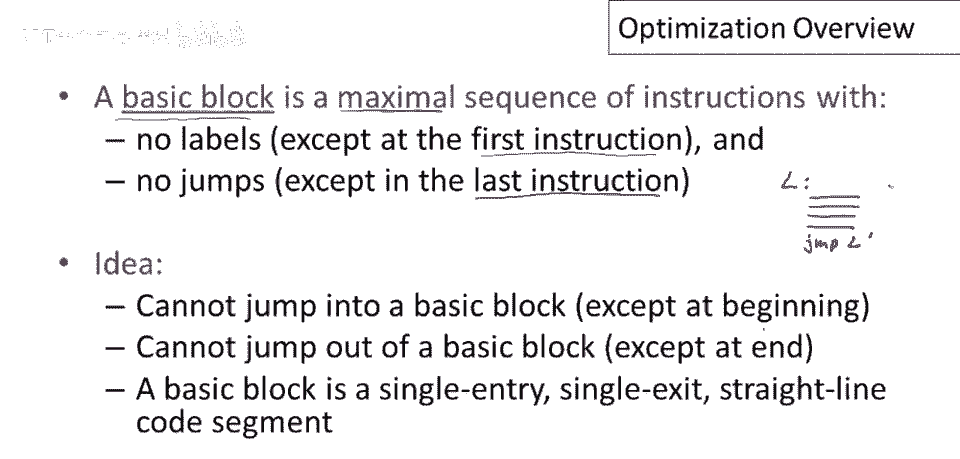 Optimization Overview
• A basic block is a maximal sequence of instructions with:
– no labels (except at the first instruction), and
– no jumps (except in the last instruction)
L:
jmp L'
• Idea:
– Cannot jump into a basic block (except at beginning)
– Cannot jump out of a basic block (except at end)
– A basic block is a single-entry, single-exit, straight-line
code segment